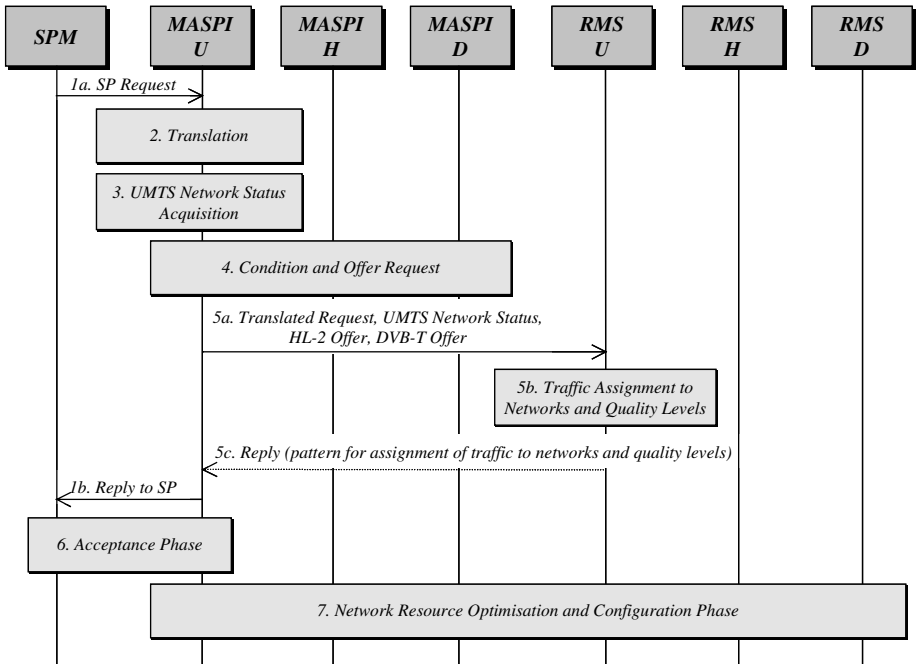 SPM
MASPI
U
MASPI
H
MASPI
D
RMS
U
RMS
H
RMS
D
1a. SP Request
2. Translation
3. UMTS Network Status
Acquisition
4. Condition and Offer Request
5a. Translated Request, UMTS Network Status,
HL-2 Offer, DVB-T Offer
5b. Traffic Assignment to
Networks and Quality Levels
5c. Reply (pattern for assignment of traffic to networks and quality levels)
1b. Reply to SP
6. Acceptance Phase
7. Network Resource Optimisation and Configuration Phase